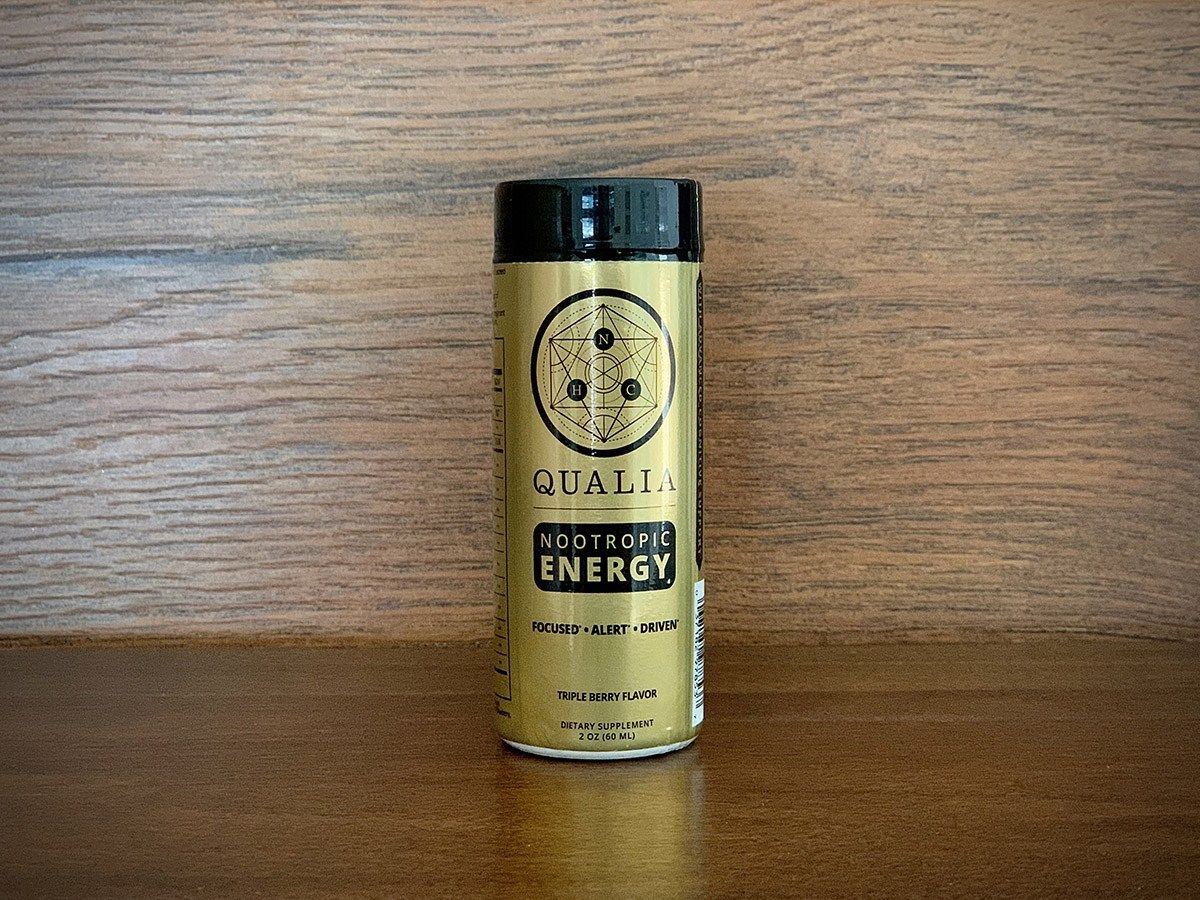 N
H C
QUALIA
NOOTROPIC
ENERGY
FOCUSED* • ALERT* • DRIVEN*
TRIPLE BERRY FLAVOR
DIETARY SUPPLEMENT
2 OZ (60 ML)